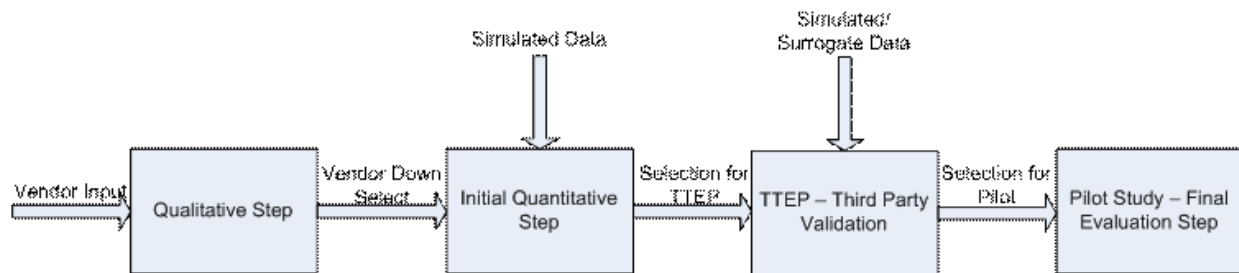 Simulated Data
Simulated/
Surrogate Data
Vendor Input
Qualitative Step
Vendor Down
Select
Initial Quantitative
Step
Selection for
TTEP
TTEP – Third Party
Validation
Selection for
Pilot
Pilot Study – Final
Evaluation Step